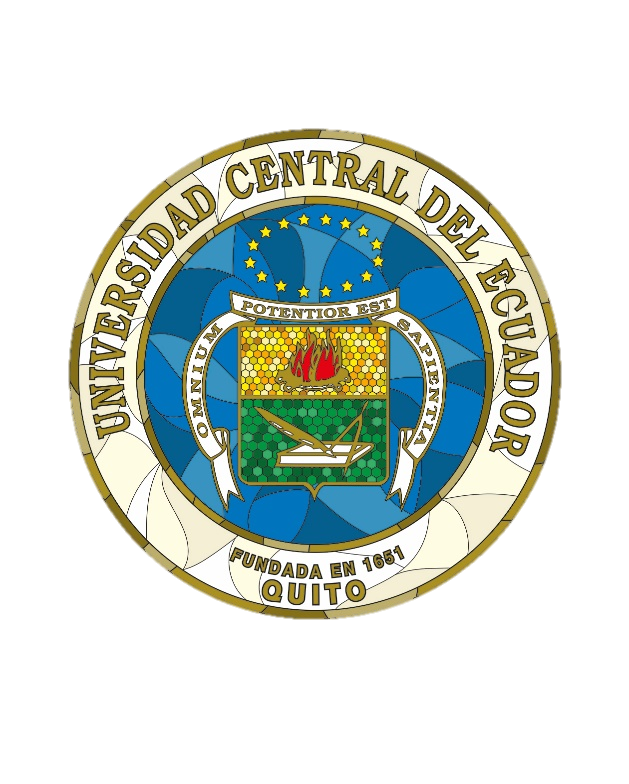 UNIVERSIDAD CENTRAL DEL ECUADOR
OMNIUM
POTENTIOR EST
SAPIENTIA
FUNDADA EN 1651
QUITO